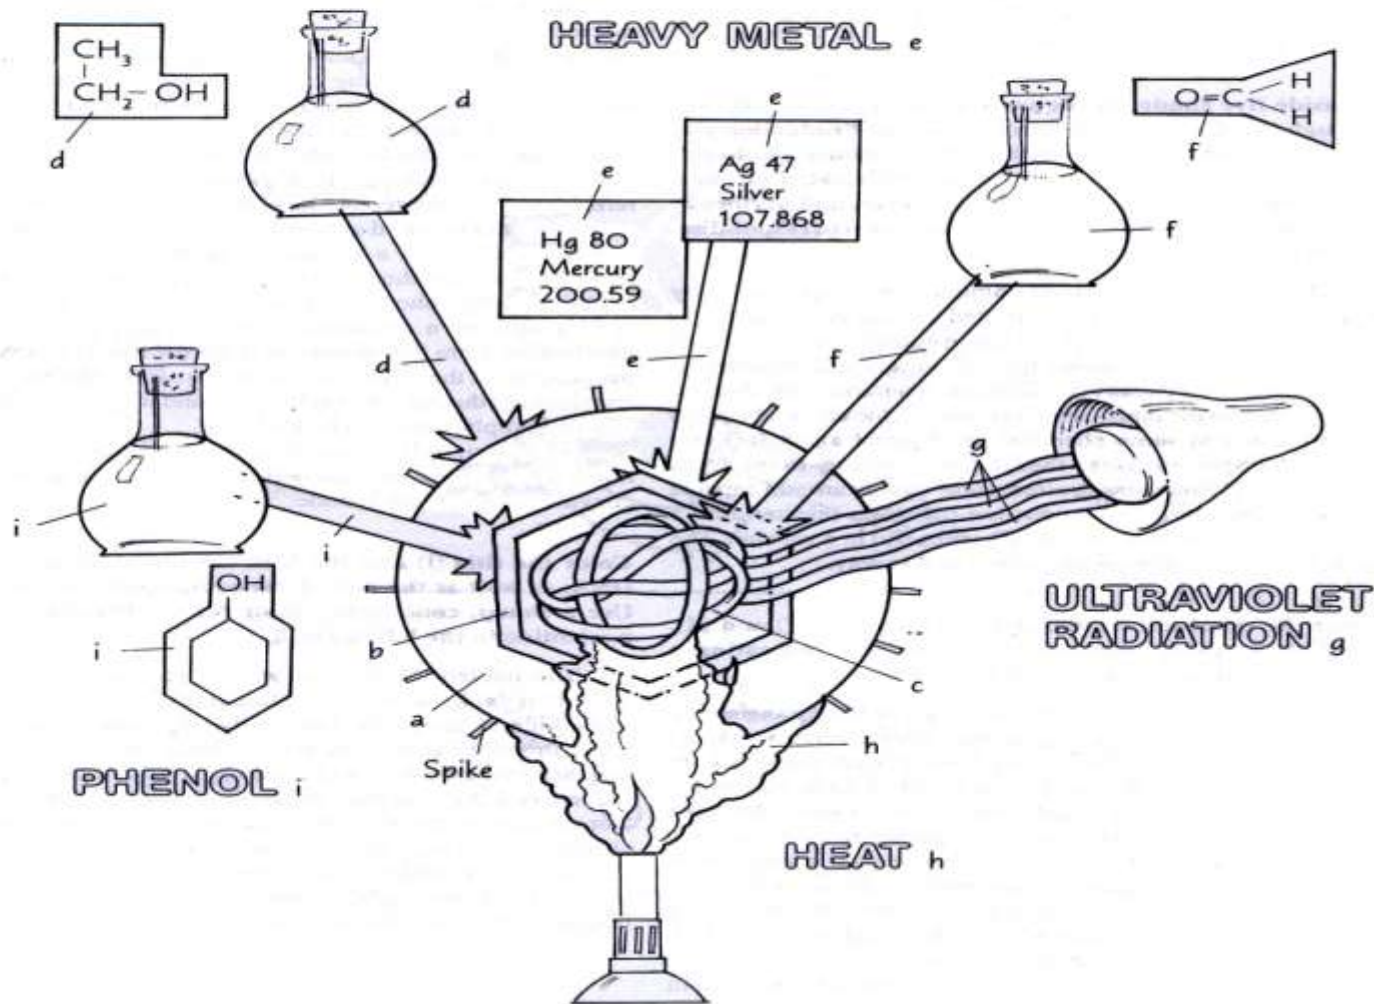 HEAVY METAL e
CH3
CH2- OH
d
d
e
Ag 47
Silver
107.868
e
Hg 80
Mercury
200.59
O=C
H
H
f
f
d
e
f
g
i
i
OH
i
b
a
Spike
c
h
ULTRAVIOLET
RADIATION g
PHENOL i
HEAT h